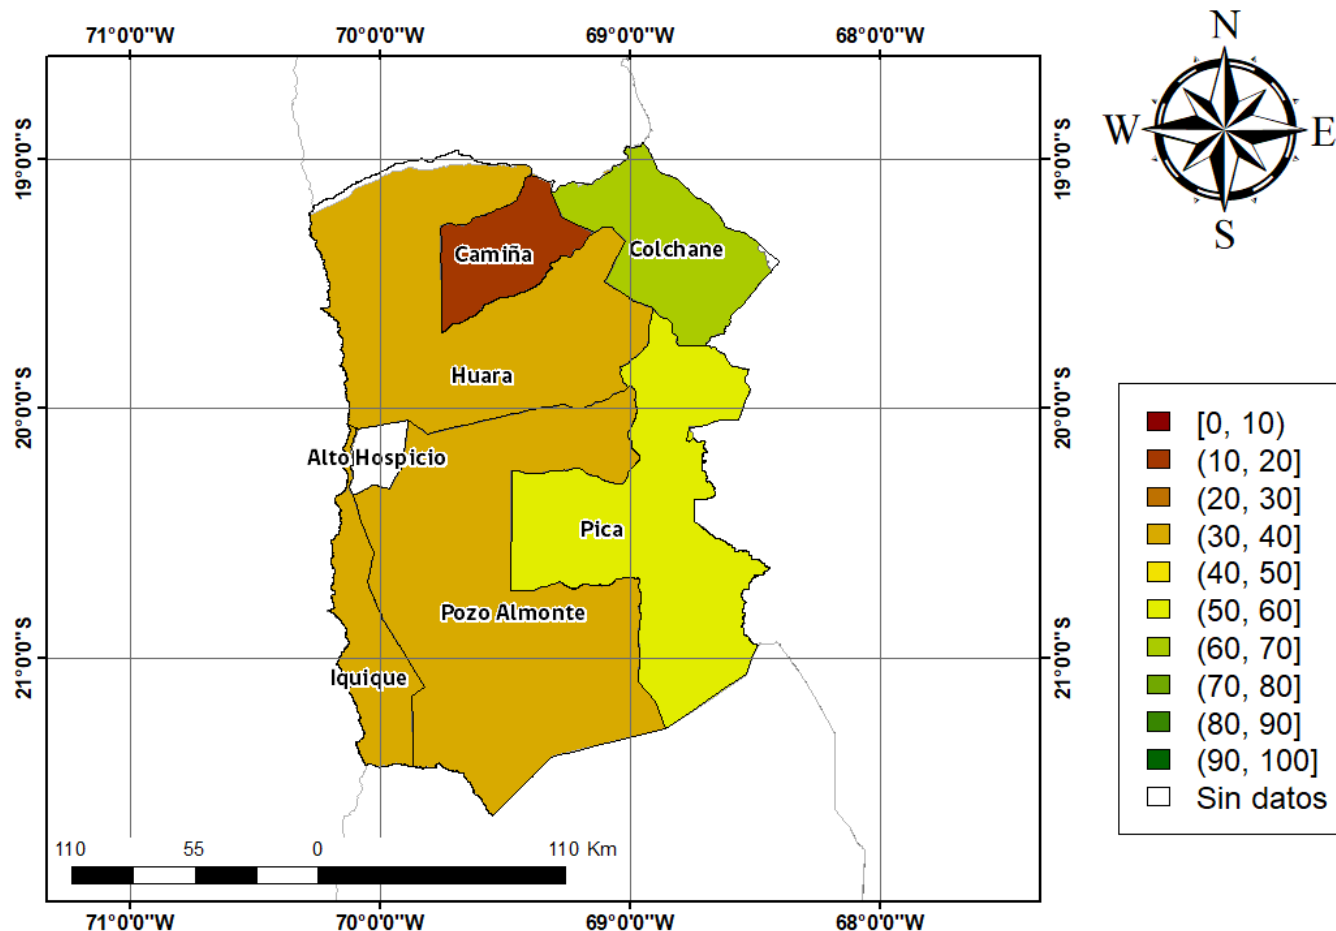 71°0'0"W 70°0'0"W 69°0'0"W 68°0'0"W
N
W E
S
19°0'0"S 19°0'0"S
Camiña
Colchane
Huara
20°0'0"S 20°0'0"S
Alto Hospicio
Pica
Pozo Almonte
21°0'0"S 21°0'0"S
Iquique
[0, 10)
(10, 20]
(20, 30]
(30, 40]
(40, 50]
(50, 60]
(60, 70]
(70, 80]
(80, 90]
(90, 100]
Sin datos
110 55 0 110 Km
71°0'0"W 70°0'0"W 69°0'0"W 68°0'0"W